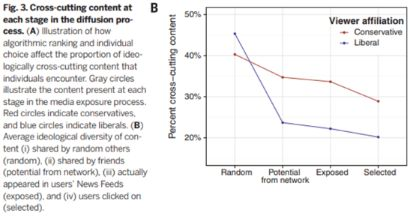 Fig. 3. Cross-cutting content at
each stage in the diffusion pro-
cess. (A) Illustration of how
algorithmic ranking and individual
choice affect the proportion of ideo-
logically cross-cutting content that
individuals encounter. Gray circles
illustrate the content present at each
stage in the media exposure process.
Red circles indicate conservatives,
and blue circles indicate liberals. (B)
Average ideological diversity of con-
tent (i) shared by random others
(random), (ii) shared by friends
(potential from network), (iii) actually
appeared in users' News Feeds
(exposed), and (iv) users clicked on
(selected).
B
Percent cross-cutting content
50%
40%
30%
20%
Viewer affiliation
Conservative
Liberal
Random
Potential
from network
Exposed
Selected